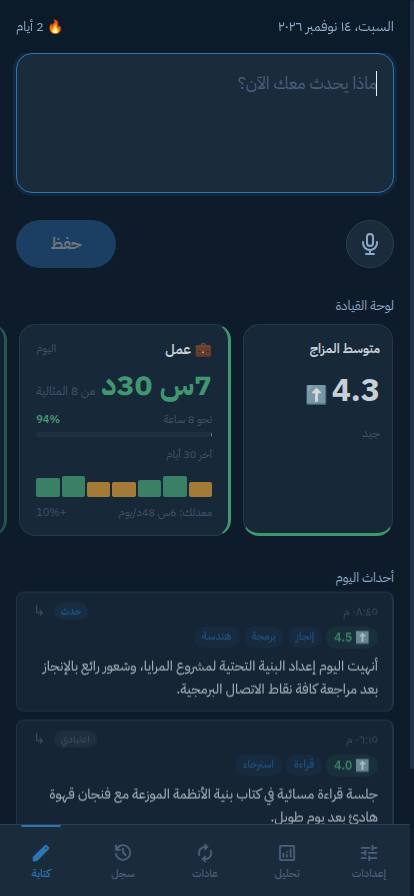 السبت، ١٤ نوفمبر ٢٠٢٦
🔥 2 أيام
ماذا يحدث معك الآن؟
حفظ
لوحة القيادة
متوسط المزاج
4.3 ⬆️
جيد
💼 عمل
اليوم
7س 30د من 8 المثالية
نحو 8 ساعة
94%
آخر 30 أيام
معدلك: 6س 48د/يوم
+10%
أحداث اليوم
٠٨:٤٥ م
حدث
⬆️ 4.5
إنجاز
برمجة
هندسة
أنهيت اليوم إعداد البنية التحتية لمشروع المرايا، وشعور رائع بالإنجاز
بعد مراجعة كافة نقاط الاتصال البرمجية.
٠٦:١٥ م
اعتيادي
⬆️ 4.0
قراءة
استرخاء
جلسة قراءة مسائية في كتاب بنية الأنظمة الموزعة مع فنجان قهوة
هادئ بعد يوم طويل.
إعدادات
تحليل
عادات
سجل
كتابة